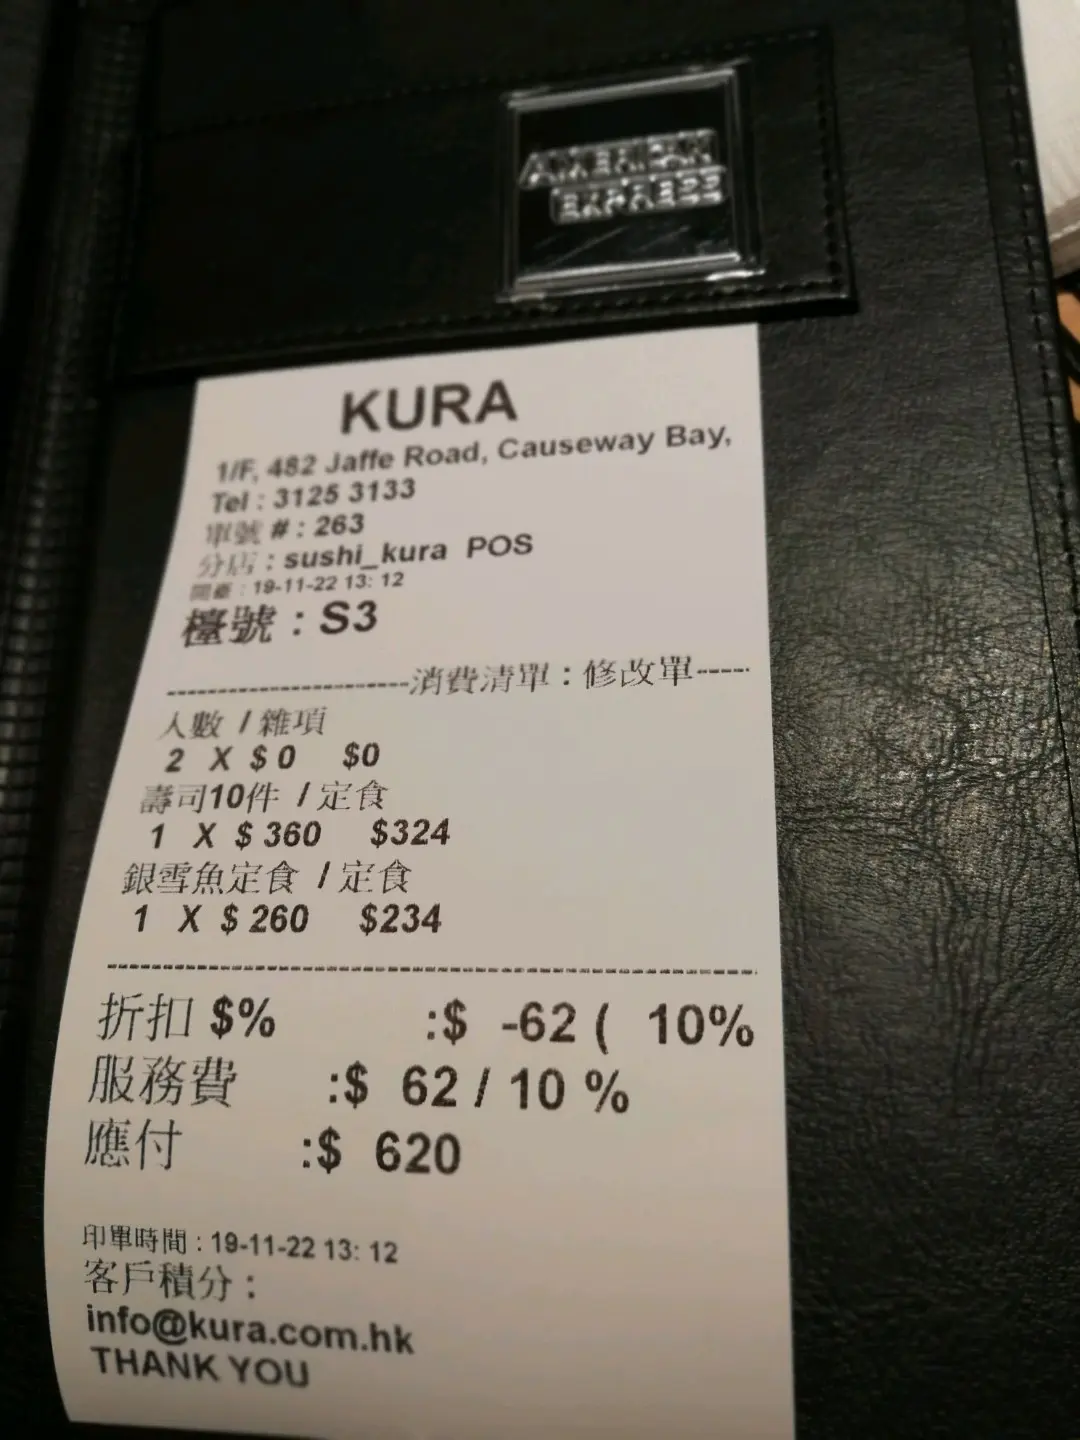 AMERICAN
EXPRESS
KURA
1/F, 482 Jaffe Road, Causeway Bay,
Tel : 3125 3133
單號 # : 263
分店 : sushi_kura POS
開臺 : 19-11-22 13: 12
檯號 : S3
-----------------------消費清單 : 修改單-----
人數 / 雜項
2 X $ 0 $0
壽司10件 / 定食
1 X $ 360 $324
銀雪魚定食 / 定食
1 X $ 260 $234
折扣 $% :$ -62 ( 10%
服務費 :$ 62 / 10 %
應付 :$ 620
印單時間 : 19-11-22 13: 12
客戶積分 :
info@kura.com.hk
THANK YOU